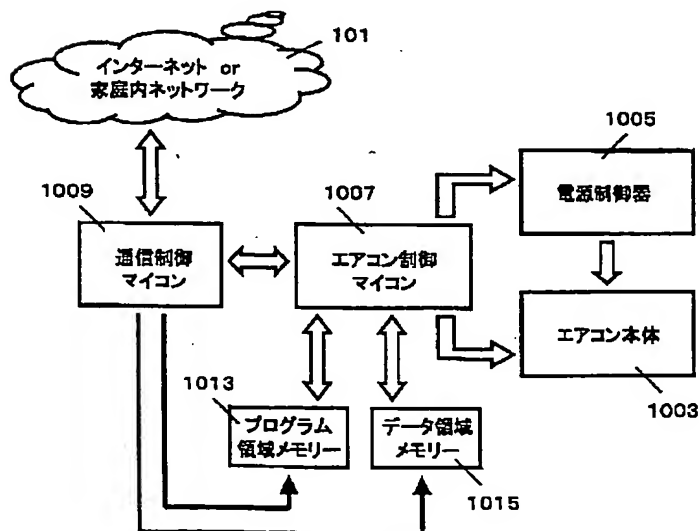 101
インターネット or
家庭内ネットワーク
1005
電源制御器
1009
通信制御
マイコン
1007
エアコン制御
マイコン
エアコン本体
1003
1013
プログラム
領域メモリー
データ領域
メモリー
1015